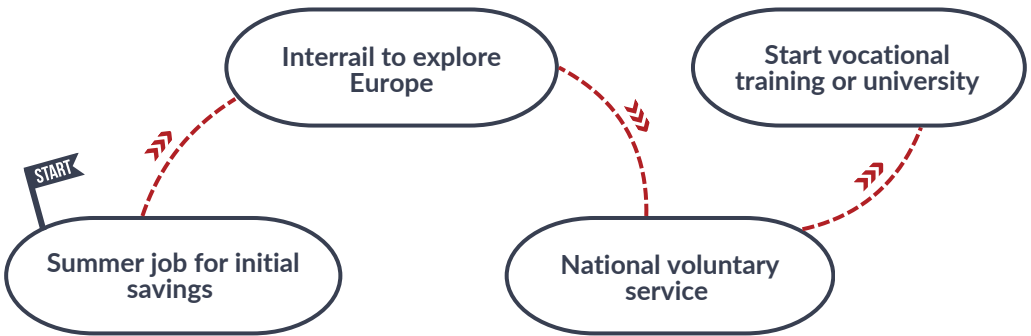 START
Summer job for initial
savings
Interrail to explore
Europe
National voluntary
service
Start vocational
training or university